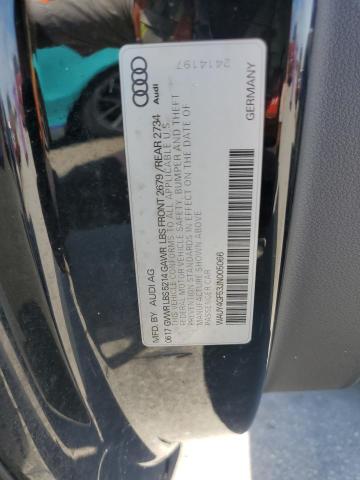 MFD. BY AUDI AG
06 17 GVWR LBS 5214 GAWR LBS FRONT 2679 /REAR 2734
THIS VEHICLE CONFORMS TO ALL APPLICABLE U.S.
FEDERAL MOTOR VEHICLE SAFETY, BUMPER AND THEFT
PREVENTION STANDARDS IN EFFECT ON THE DATE OF
MANUFACTURE SHOWN ABOVE.
PASSENGER CAR
WAUY4GF53JN005066
Audi
2414197
GERMANY